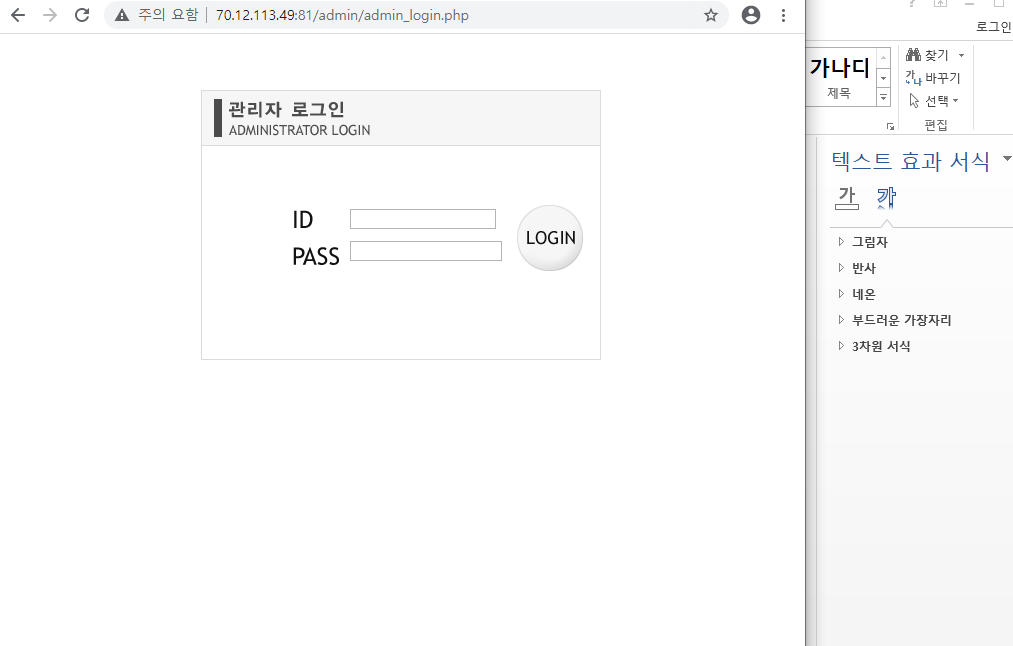 주의 요함 | 70.12.113.49:81/admin/admin_login.php
관리자 로그인
ADMINISTRATOR LOGIN
ID
PASS
LOGIN
로그인
가나디
제목
찾기
바꾸기
선택
편집
텍스트 효과 서식
가
가
그림자
반사
네온
부드러운 가장자리
3차원 서식